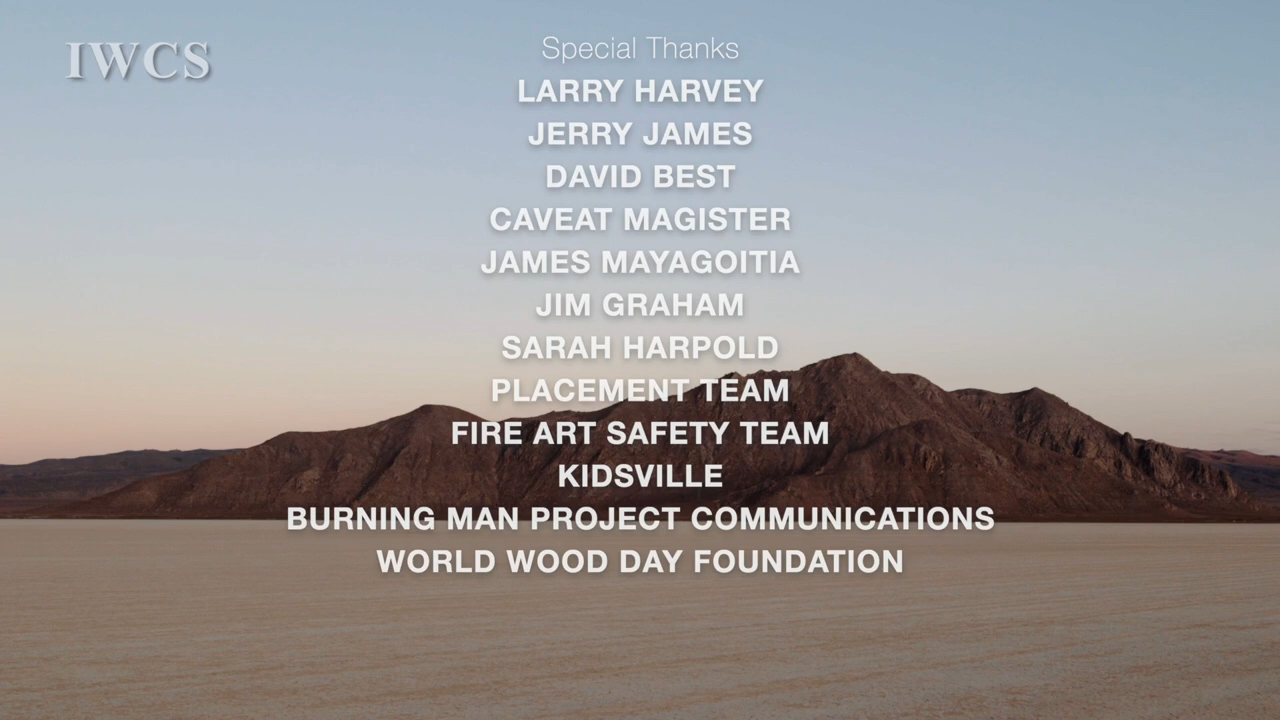 IWCS
Special Thanks
LARRY HARVEY
JERRY JAMES
DAVID BEST
CAVEAT MAGISTER
JAMES MAYAGOITIA
JIM GRAHAM
SARAH HARPOLD
PLACEMENT TEAM
FIRE ART SAFETY TEAM
KIDSVILLE
BURNING MAN PROJECT COMMUNICATIONS
WORLD WOOD DAY FOUNDATION